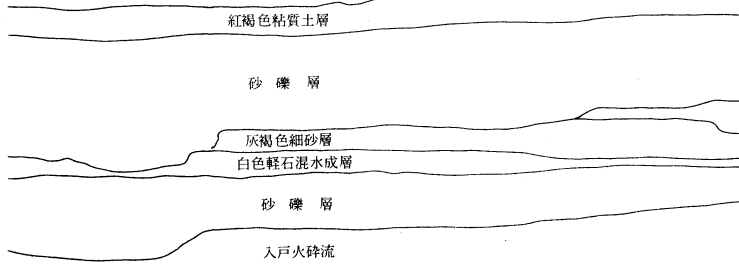 紅褐色粘質土層
砂礫層
灰褐色細砂層
白色軽石混水成層
砂礫層
入戸火砕流